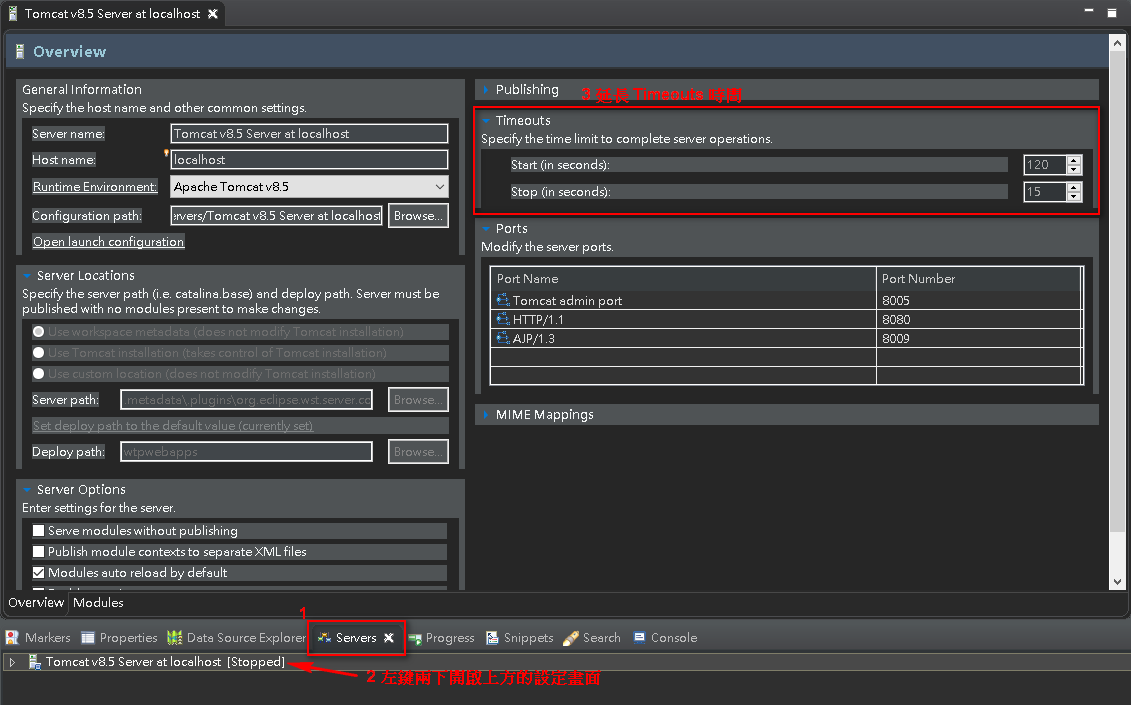 Tomcat v8.5 Server at localhost
Overview
General Information
Specify the host name and other common settings.
Server name: Tomcat v8.5 Server at localhost
Host name: localhost
Runtime Environment: Apache Tomcat v8.5
Configuration path: ervers/Tomcat v8.5 Server at localhost Browse...
Open launch configuration
Server Locations
Specify the server path (i.e. catalina.base) and deploy path. Server must be
published with no modules present to make changes.
Use workspace metadata (does not modify Tomcat installation)
Use Tomcat installation (takes control of Tomcat installation)
Use custom location (does not modify Tomcat installation)
Server path: .metadata\.plugins\org.eclipse.wst.server.co Browse...
Set deploy path to the default value (currently set)
Deploy path: wtpwebapps Browse...
Server Options
Enter settings for the server.
Serve modules without publishing
Publish module contexts to separate XML files
Modules auto reload by default
Publishing
3 延長 Timeouts 時間
Timeouts
Specify the time limit to complete server operations.
Start (in seconds): 120
Stop (in seconds): 15
Ports
Modify the server ports.
Port Name Port Number
Tomcat admin port 8005
HTTP/1.1 8080
AJP/1.3 8009
MIME Mappings
Overview Modules
1
Markers Properties Data Source Explorer Servers Progress Snippets Search Console
Tomcat v8.5 Server at localhost [Stopped]
2 左鍵兩下開啟上方的設定畫面